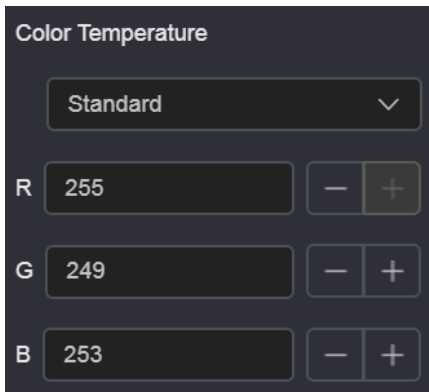 Color Temperature
Standard
R 255 — +
G 249 — +
B 253 — +